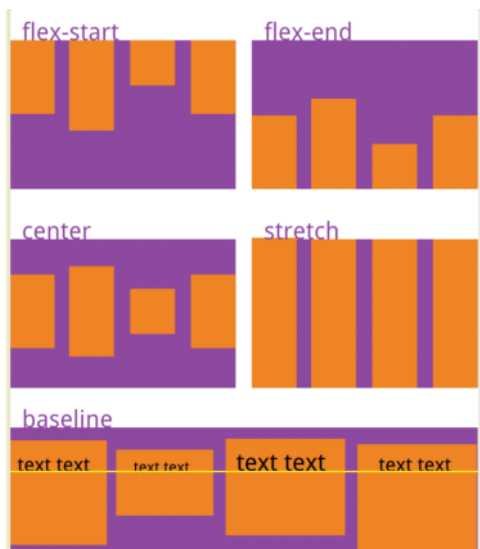 flex-start
flex-end
center
stretch
baseline
text text
text text
text text
text text